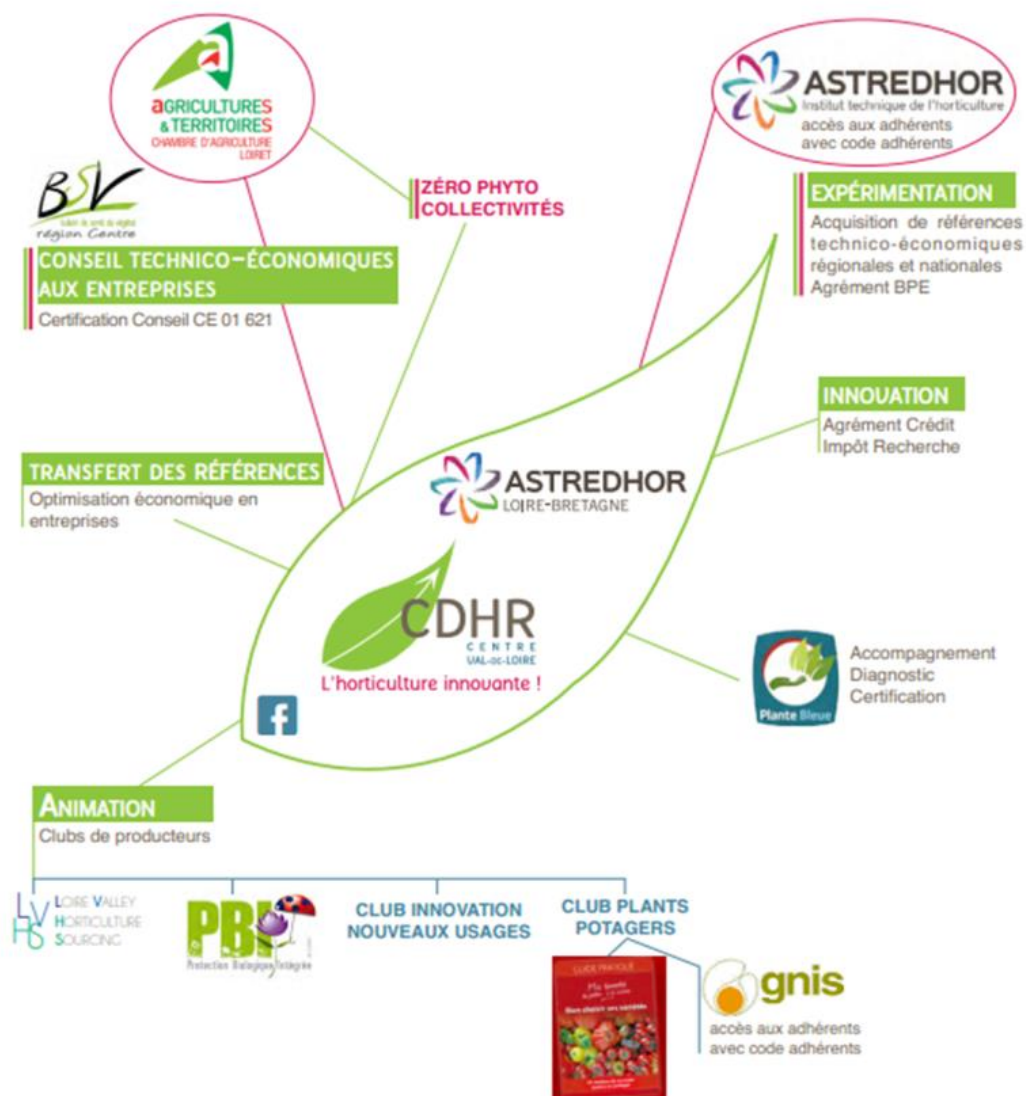 aGRICULTURES
& TERRITOIRES
CHAMBRE D'AGRICULTURE
LOIRET
ASTREDHOR
Institut technique de l'horticulture
accès aux adhérents
avec code adhérents
BSV
région Centre
ZÉRO PHYTO
COLLECTIVITÉS
EXPÉRIMENTATION
Acquisition de références
technico-économiques
régionales et nationales
Agrément BPE
CONSEIL TECHNICO-ÉCONOMIQUES
AUX ENTREPRISES
Certification Conseil CE 01 621
INNOVATION
Agrément Crédit
Impôt Recherche
TRANSFERT DES RÉFÉRENCES
Optimisation économique en
entreprises
ASTREDHOR
LOIRE-BRETAGNE
CDHR
CENTRE
VAL-DE-LOIRE
L'horticulture innovante !
f
Plante Bleue
Accompagnement
Diagnostic
Certification
ANIMATION
Clubs de producteurs
LVHS
LOIRE VALLEY
HORTICULTURE
SOURCING
PBI
Protection Biologique Intégrée
CLUB INNOVATION
NOUVEAUX USAGES
CLUB PLANTS
POTAGERS
GUIDE PRATIQUE
Bien choisir ses variétés
gnis
accès aux adhérents
avec code adhérents